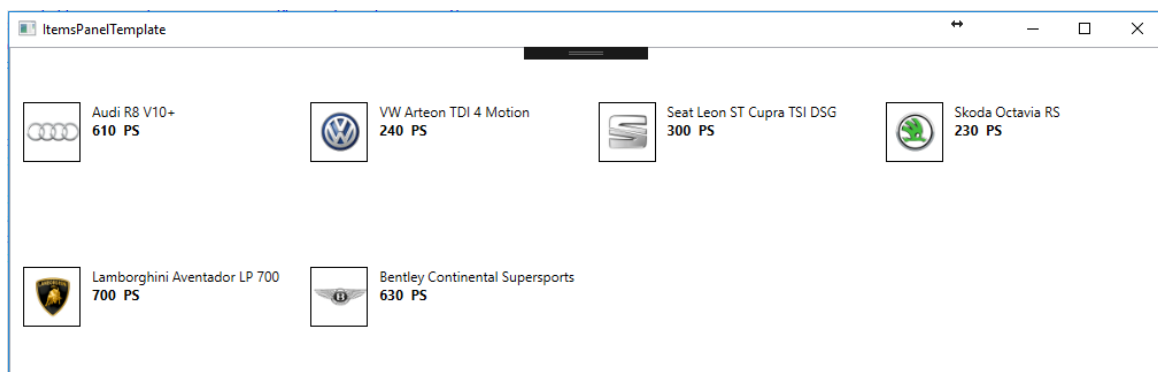 ItemsPanelTemplate
Audi R8 V10+
610 PS
VW Arteon TDI 4 Motion
240 PS
Seat Leon ST Cupra TSI DSG
300 PS
Skoda Octavia RS
230 PS
Lamborghini Aventador LP 700
700 PS
Bentley Continental Supersports
630 PS